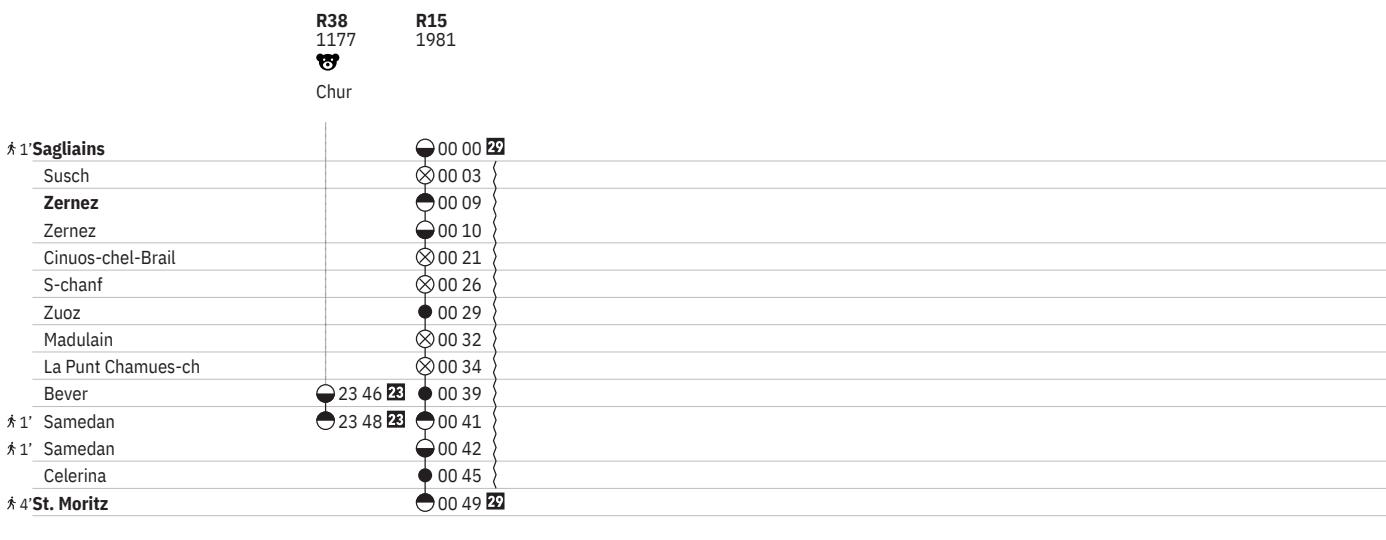 R38 R15
1177 1981
Chur
1’ Sagliains 00 00 29
Susch 00 03
Zernez 00 09
Zernez 00 10
Cinuos-chel-Brail 00 21
S-chanf 00 26
Zuoz 00 29
Madulain 00 32
La Punt Chamues-ch 00 34
Bever 23 46 23 00 39
1’ Samedan 23 48 23 00 41
1’ Samedan 00 42
Celerina 00 45
4’ St. Moritz 00 49 29